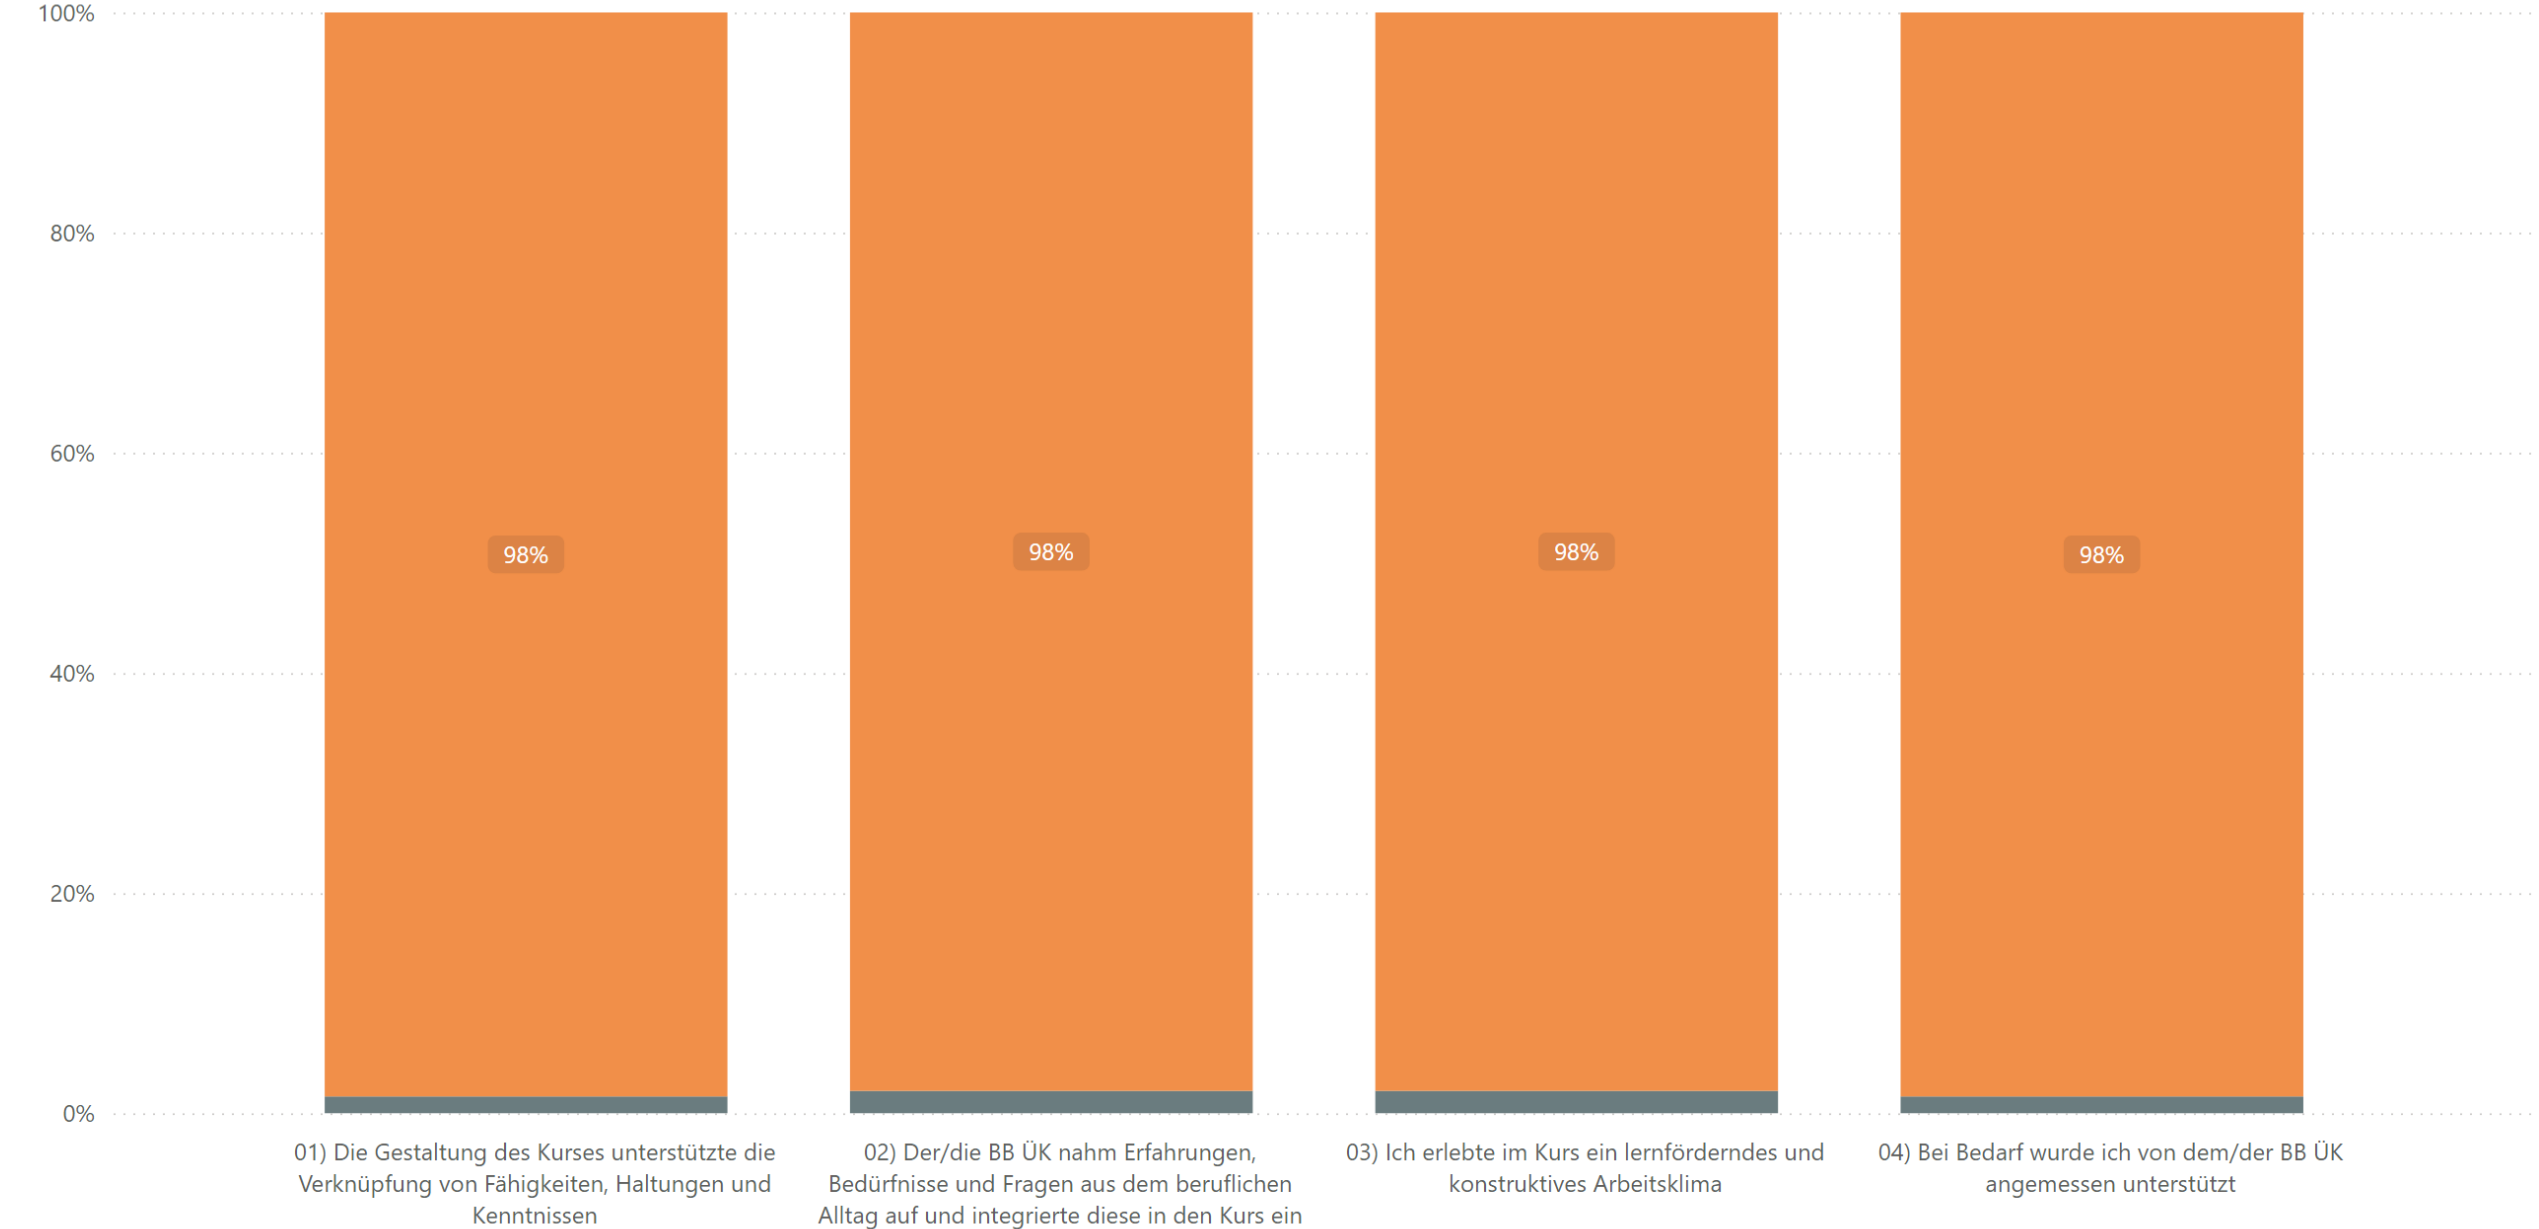 100%
80%
60%
40%
20%
0%
98%
98%
98%
98%
01) Die Gestaltung des Kurses unterstützte die
Verknüpfung von Fähigkeiten, Haltungen und
Kenntnissen
02) Der/die BB ÜK nahm Erfahrungen,
Bedürfnisse und Fragen aus dem beruflichen
Alltag auf und integrierte diese in den Kurs ein
03) Ich erlebte im Kurs ein lernförderndes und
konstruktives Arbeitsklima
04) Bei Bedarf wurde ich von dem/der BB ÜK
angemessen unterstützt